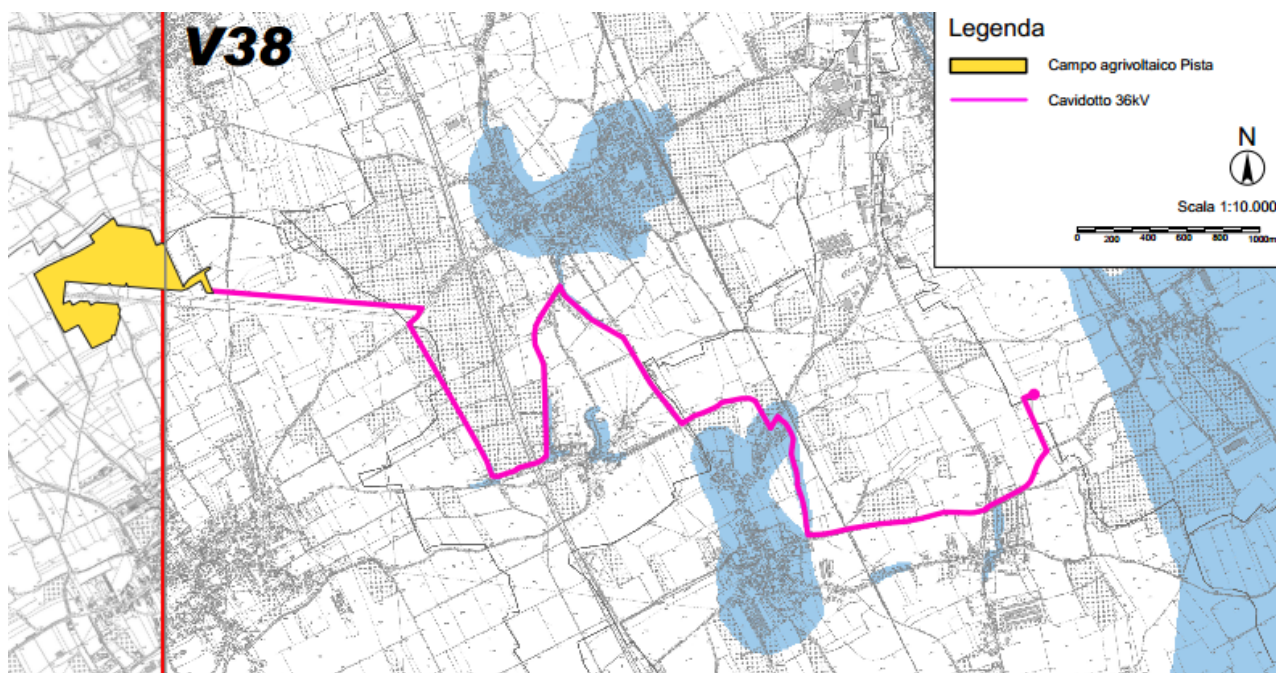 V38
Legenda
Campo agrivoltaico Pista
Cavidotto 36kV
N
Scala 1:10.000
0 200 400 600 800 1000m